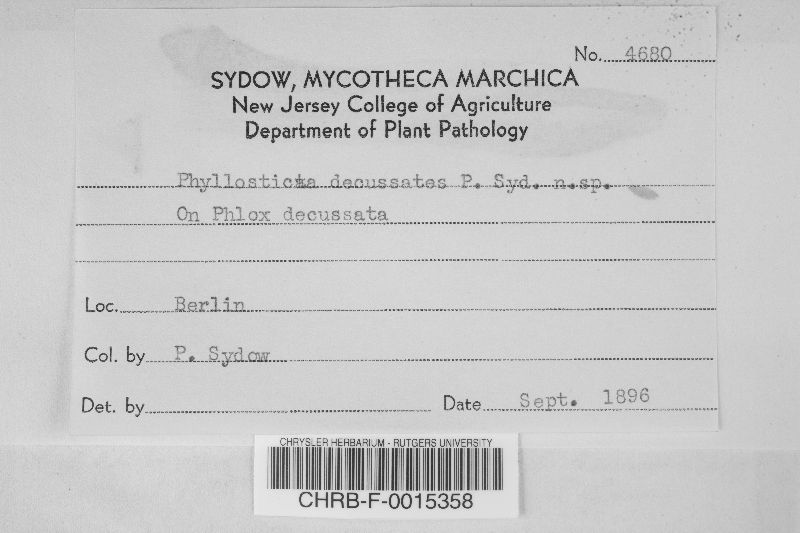 No. 4680
SYDOW, MYCOTHECA MARCHICA
New Jersey College of Agriculture
Department of Plant Pathology
Phyllosticta decussates P. Syd. n.sp.
On Phlox decussata
Loc. Berlin
Col. by P. Sydow
Det. by
Date Sept. 1896
CHRYSLER HERBARIUM - RUTGERS UNIVERSITY
CHRB-F-0015358